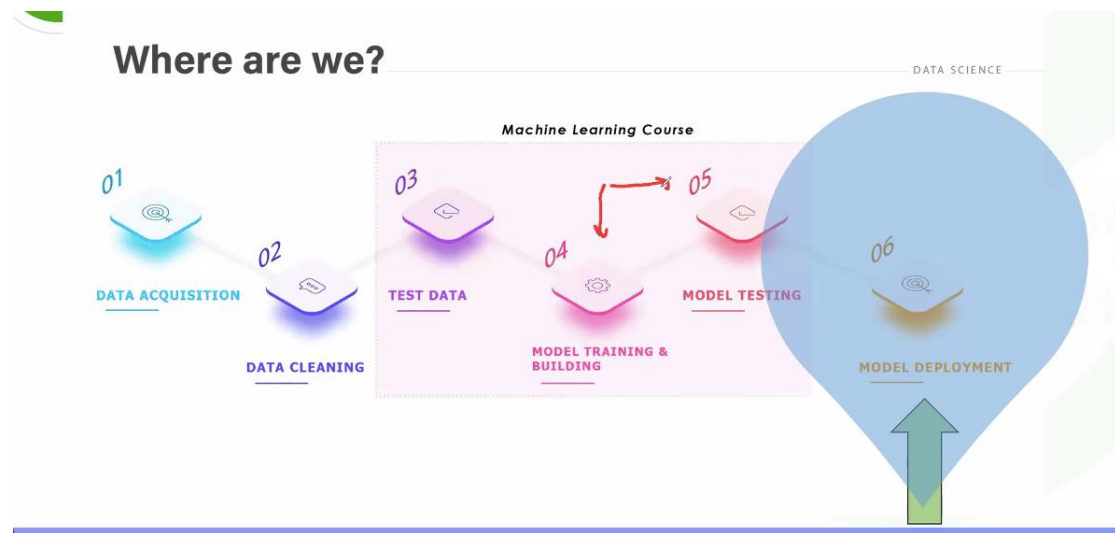 Where are we?
DATA SCIENCE
Machine Learning Course
01
DATA ACQUISITION
02
DATA CLEANING
03
TEST DATA
04
MODEL TRAINING &
BUILDING
05
MODEL TESTING
06
MODEL DEPLOYMENT